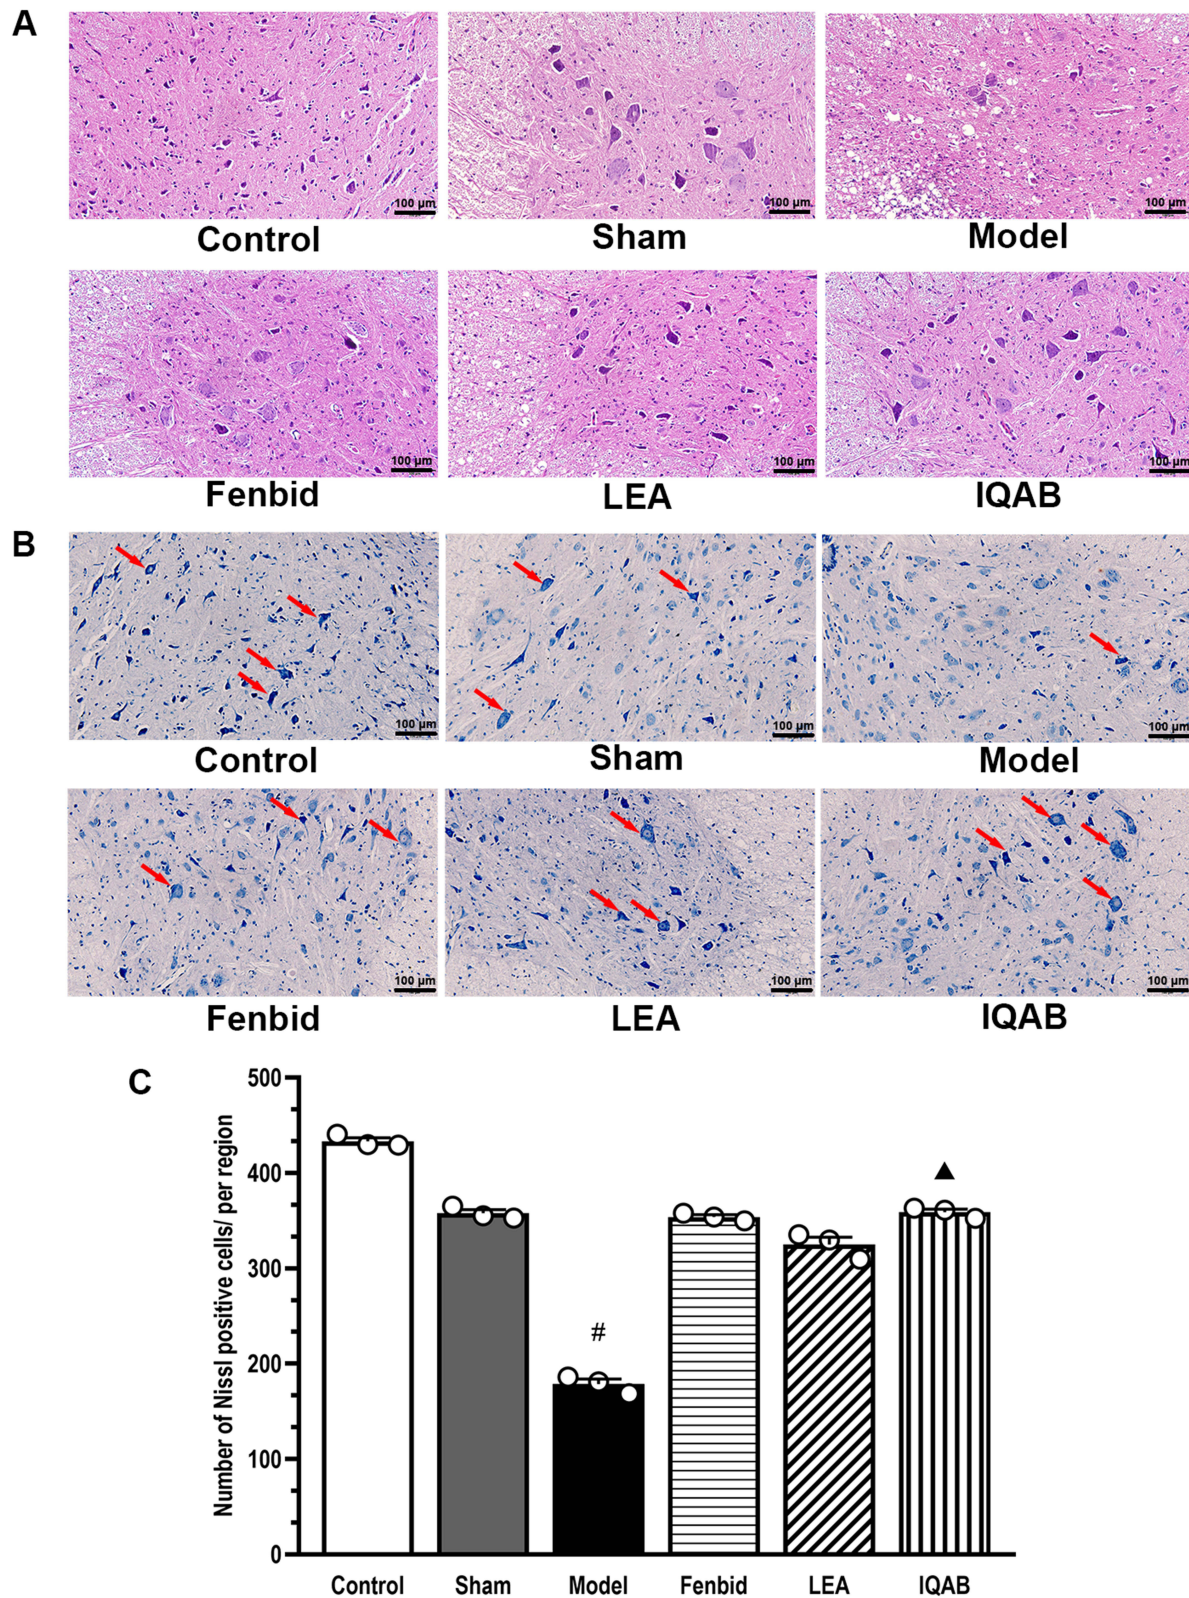 A
100 µm 100 µm 100 µm
Control Sham Model
100 µm 100 µm 100 µm
Fenbid LEA IQAB
B
100 µm 100 µm 100 µm
Control Sham Model
100 µm 100 µm 100 µm
Fenbid LEA IQAB
C
Number of Nissl positive cells/ per region
500
400
300
200
100
0
#
▲
Control Sham Model Fenbid LEA IQAB